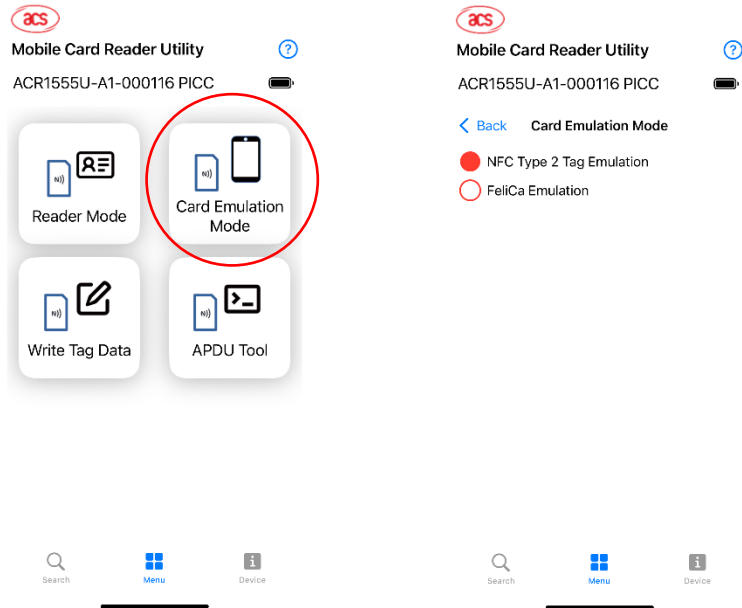 acs
Mobile Card Reader Utility
?
ACR1555U-A1-000116 PICC
N))
Reader Mode
N))
Card Emulation
Mode
N))
Write Tag Data
N))
APDU Tool
Search
Menu
i
Device
acs
Mobile Card Reader Utility
?
ACR1555U-A1-000116 PICC
Back Card Emulation Mode
NFC Type 2 Tag Emulation
FeliCa Emulation
Search
Menu
i
Device